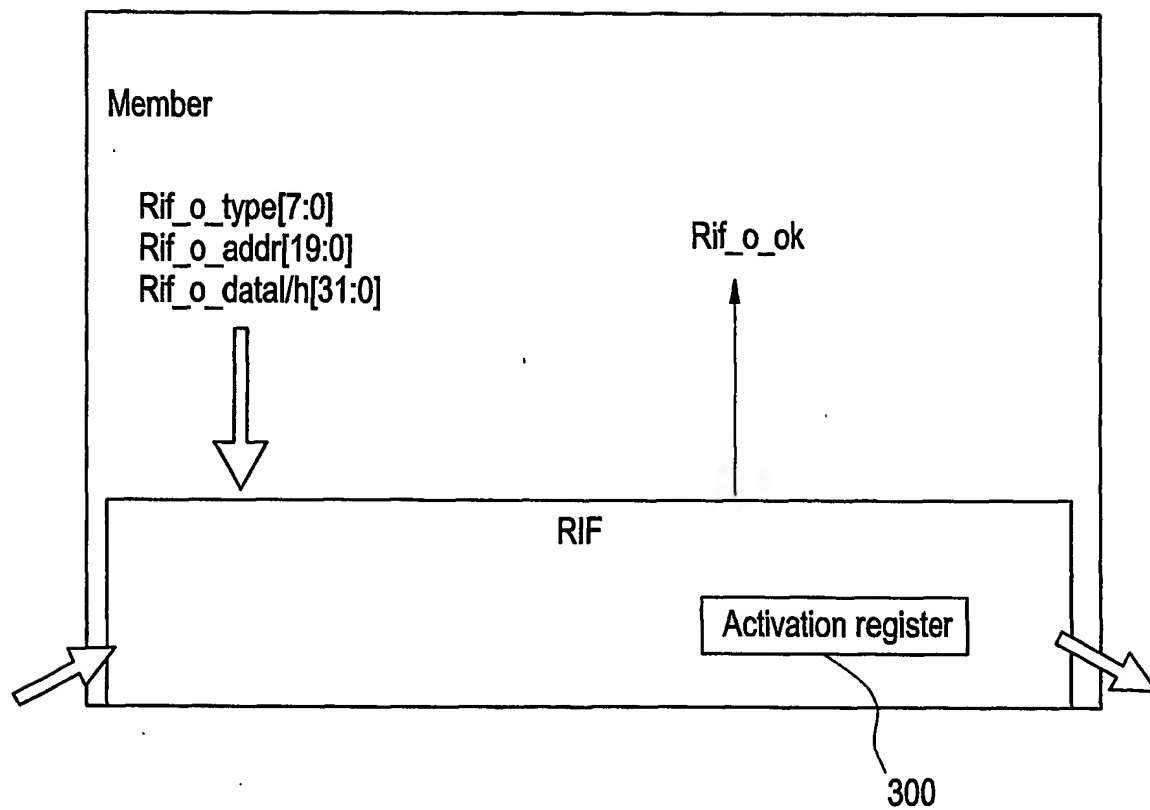 Member
Rif_o_type[7:0]
Rif_o_addr[19:0]
Rif_o_datal/h[31:0]
Rif_o_ok
RIF
Activation register
300